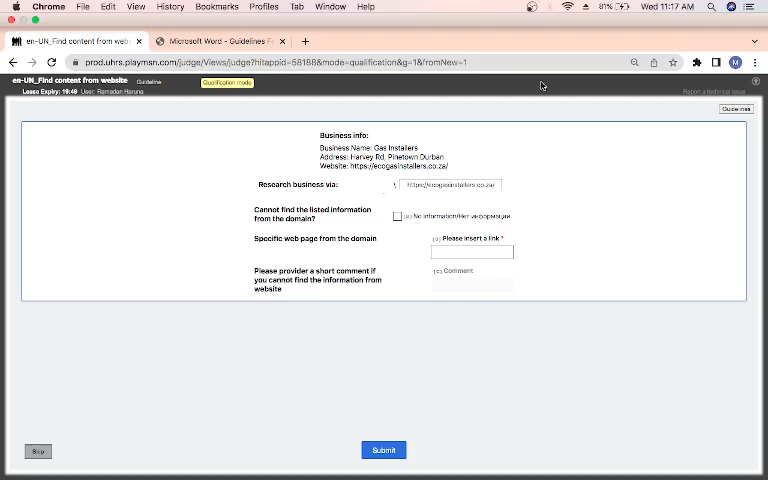 Chrome File Edit View History Bookmarks Profiles Tab Window Help 81% Wed 11:17 AM
en-UN_Find content from web Microsoft Word - Guidelines Fo
prod.uhrs.playmsn.com/judge/Views/judge?hitappid=58188&mode=qualification&g=1&fromNew=1
en-UN_Find content from website Guideline Qualification mode
Lease Expiry: 19:49 User: Ramadan Haruna Report a technical issue
Guidelines
Business info:
Business Name: Gas Installers
Address: Harvey Rd, Pinetown Durban
Website: https://ecogasinstallers.co.za/
Research business via: \ https://ecogasinstallers.co.za/
Cannot find the listed information
from the domain?
No information/Нет информации
Specific web page from the domain
Please insert a link *
Please provider a short comment if
you cannot find the information from
website
[c] Comment
Skip Submit